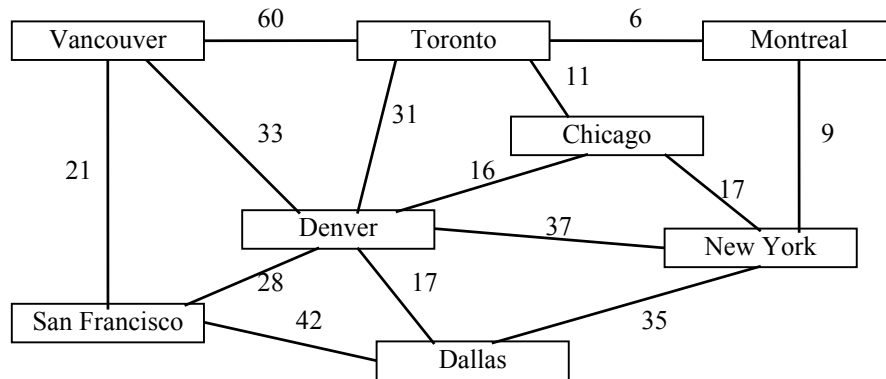 60
6
Vancouver
Toronto
Montreal
11
31
33
Chicago
9
21
16
17
Denver
37
New York
28
17
San Francisco
42
35
Dallas